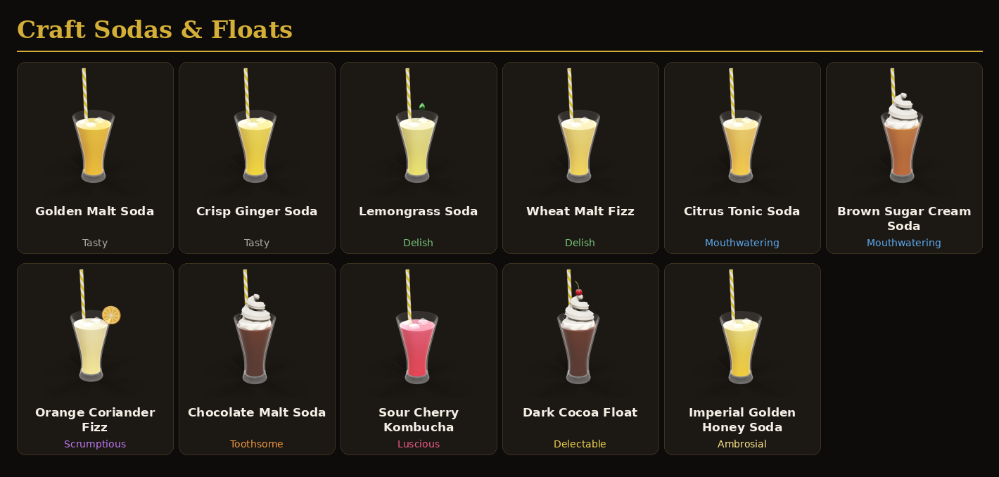 Craft Sodas & Floats
Golden Malt Soda
Tasty
Crisp Ginger Soda
Tasty
Lemongrass Soda
Delish
Wheat Malt Fizz
Delish
Citrus Tonic Soda
Mouthwatering
Brown Sugar Cream
Soda
Mouthwatering
Orange Coriander
Fizz
Scrumptious
Chocolate Malt Soda
Toothsome
Sour Cherry
Kombucha
Luscious
Dark Cocoa Float
Delectable
Imperial Golden
Honey Soda
Ambrosial